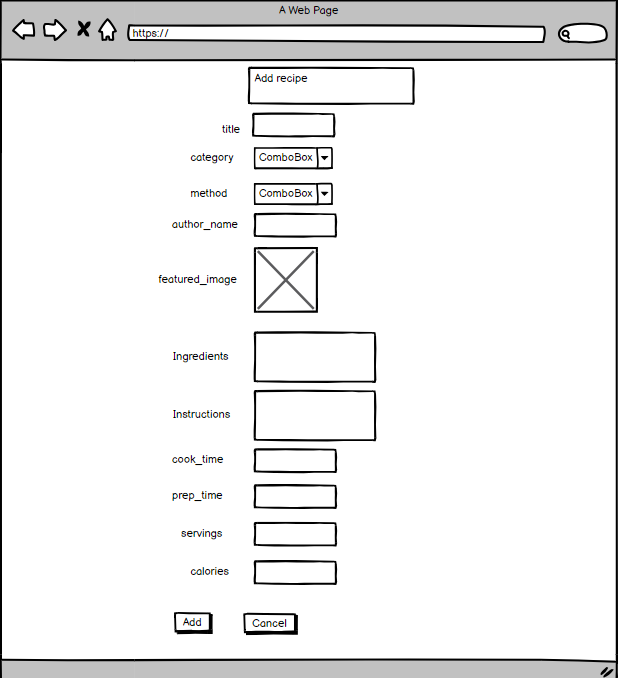 A Web Page
https://
Add recipe
title
category ComboBox
method ComboBox
author_name
featured_image
Ingredients
Instructions
cook_time
prep_time
servings
calories
Add Cancel